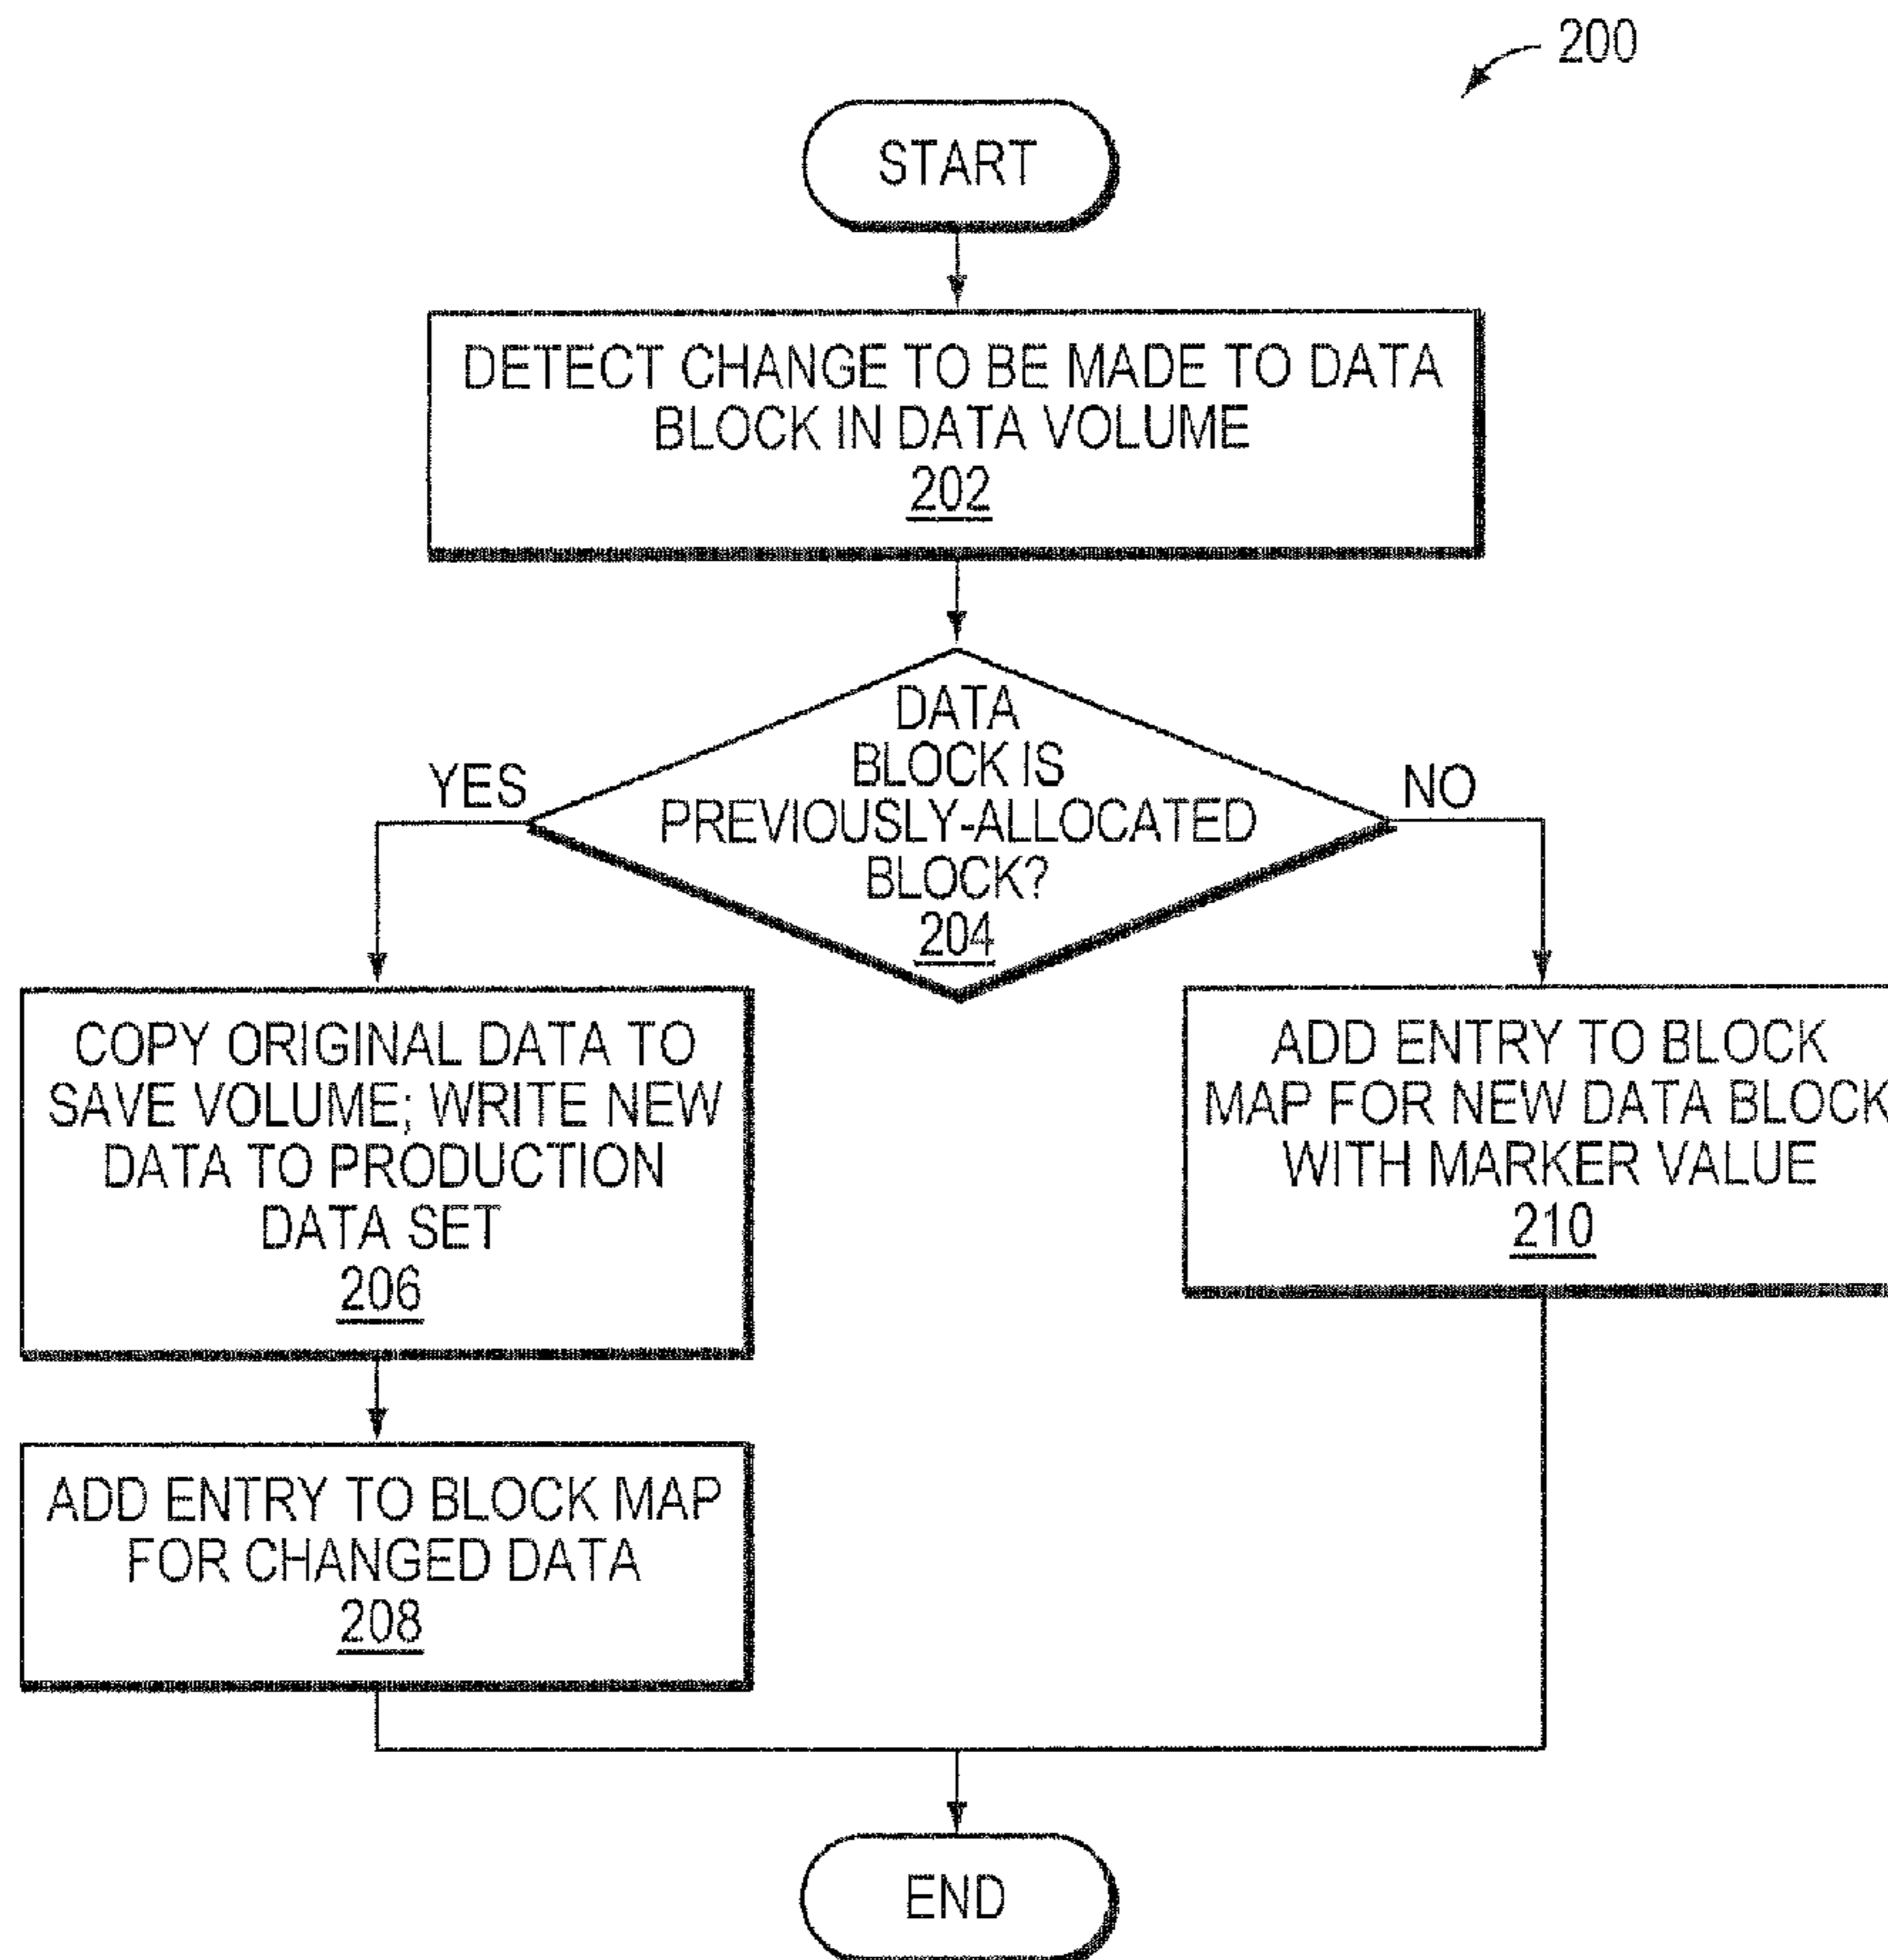 200
START
DETECT CHANGE TO BE MADE TO DATA
BLOCK IN DATA VOLUME
202
DATA
BLOCK IS
PREVIOUSLY-ALLOCATED
BLOCK?
204
YES
NO
COPY ORIGINAL DATA TO
SAVE VOLUME; WRITE NEW
DATA TO PRODUCTION
DATA SET
206
ADD ENTRY TO BLOCK
MAP FOR NEW DATA BLOCK
WITH MARKER VALUE
210
ADD ENTRY TO BLOCK MAP
FOR CHANGED DATA
208
END